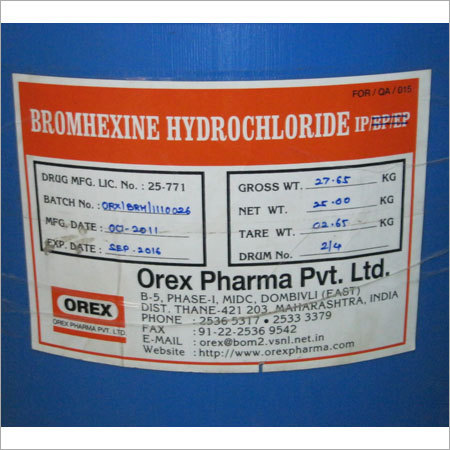 FOR / QA / 015
BROMHEXINE HYDROCHLORIDE IP/BP/EP
DRUG MFG. LIC. No. : 25-771
BATCH NO. : ORX/BRH/1110026
MFG. DATE : OCT-2011
EXP. DATE : SEP. 2016
GROSS WT. 27.65 KG
NET WT. 25.00 KG
TARE WT. 02.65 KG
DRUM No. 2/4
OREX
OREX PHARMA PVT. LTD
Orex Pharma Pvt. Ltd.
B-5, PHASE-I, MIDC, DOMBIVLI (EAST)
DIST. THANE-421 203. MAHARASHTRA, INDIA
PHONE : 2536 5317 • 2533 3379
FAX : 91-22-2536 9542
E-MAIL : orex@bom2.vsnl.net.in
Website : http://www.orexpharma.com